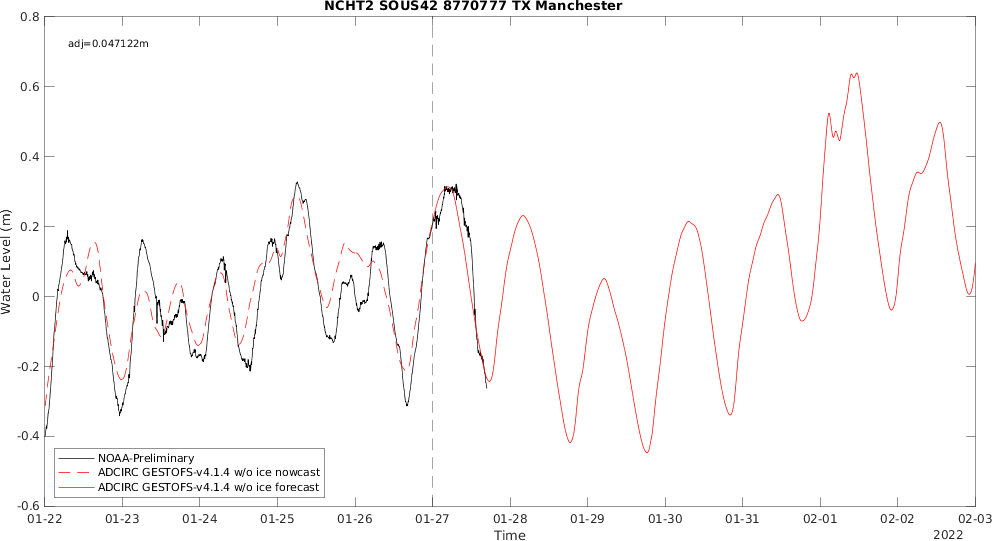 NCHT2 SOUS42 8770777 TX Manchester
adj=0.047122m
Water Level (m)
0.8
0.6
0.4
0.2
0
-0.2
-0.4
-0.6
NOAA-Preliminary
ADCIRC GESTOFS-v4.1.4 w/o ice nowcast
ADCIRC GESTOFS-v4.1.4 w/o ice forecast
01-22 01-23 01-24 01-25 01-26 01-27 01-28 01-29 01-30 01-31 02-01 02-02 02-03
Time
2022